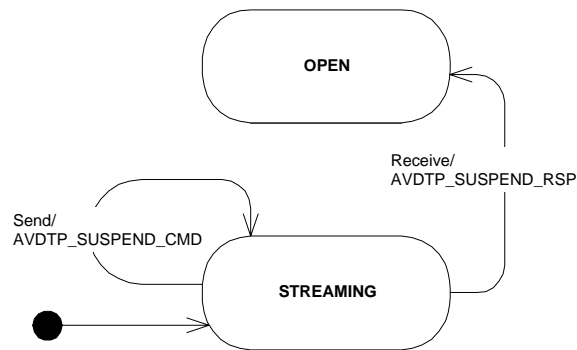 OPEN
Receive/
AVDTP_SUSPEND_RSP
Send/
AVDTP_SUSPEND_CMD
STREAMING